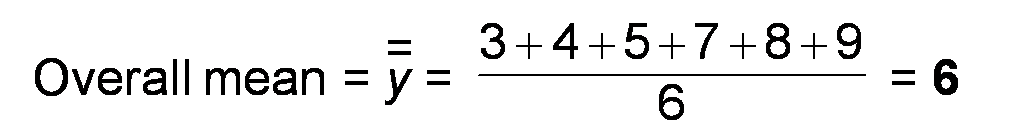 Overall mean = y̿ = (3+4+5+7+8+9)/6 = 6